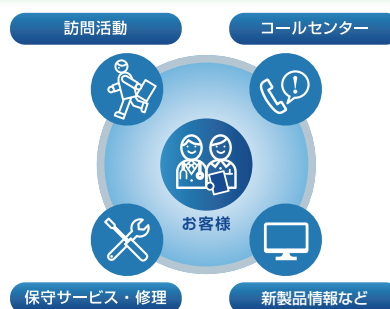 訪問活動
コールセンター
お客様
保守サービス・修理
新製品情報など